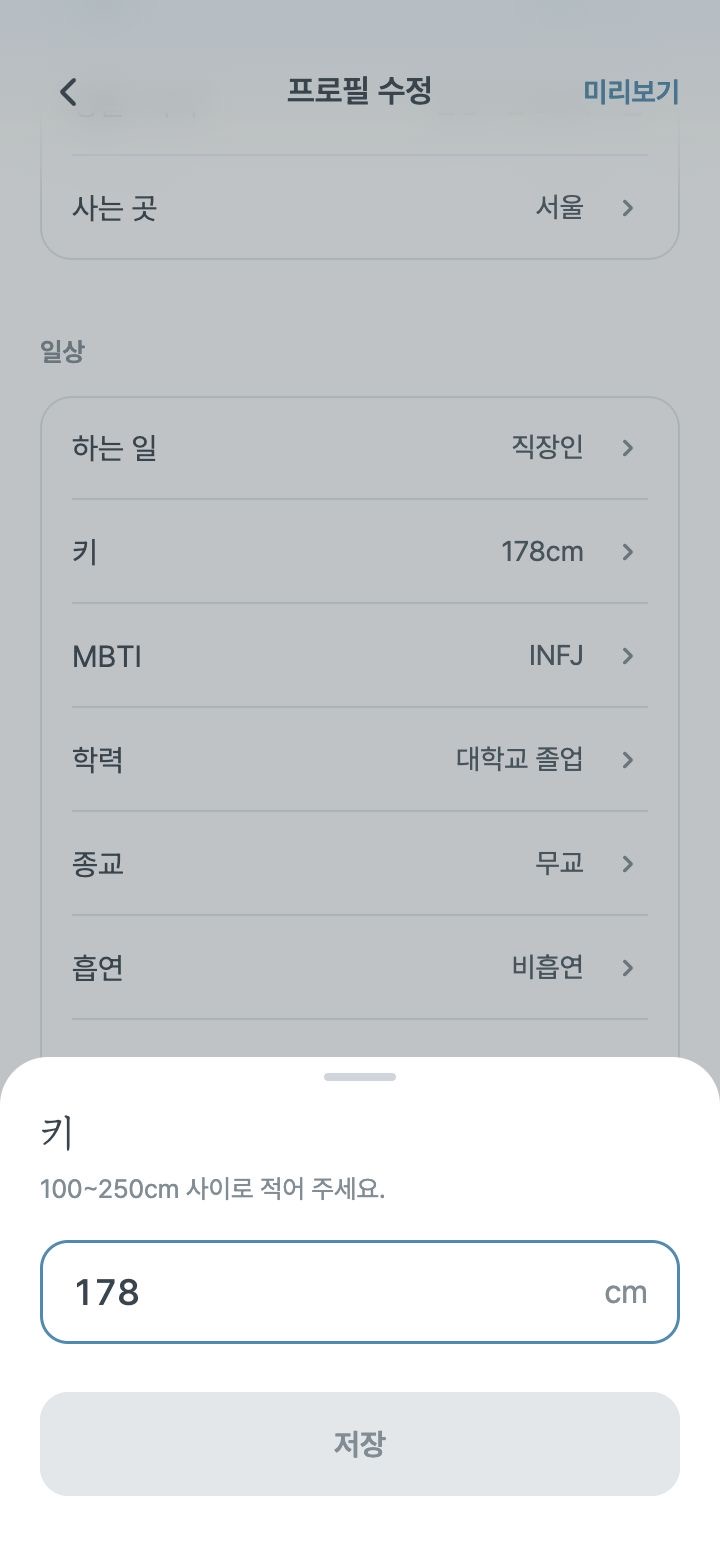 프로필 수정
미리보기
사는 곳 서울
일상
하는 일 직장인
키 178cm
MBTI INFJ
학력 대학교 졸업
종교 무교
흡연 비흡연
키
100~250cm 사이로 적어 주세요.
178 cm
저장